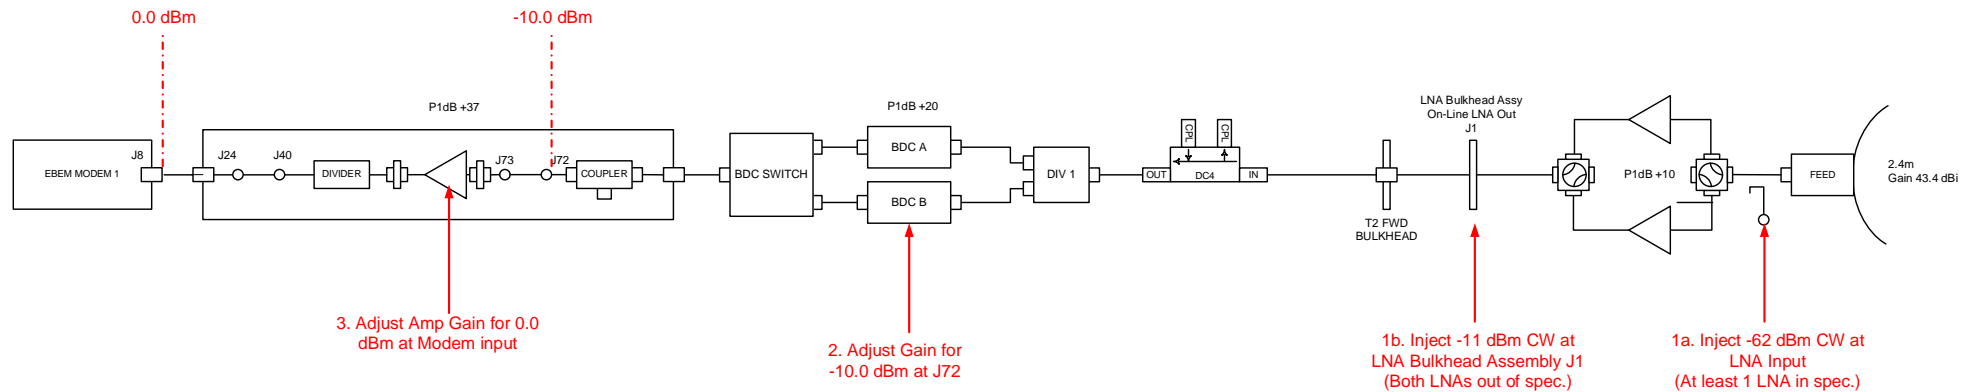 0.0 dBm
-10.0 dBm
P1dB +37
P1dB +20
LNA Bulkhead Assy
On-Line LNA Out
J1
EBEM MODEM 1
J8
J24
J40
DIVIDER
J73
J72
COUPLER
BDC SWITCH
BDC A
BDC B
DIV 1
CPL
CPL
OUT
DC4
IN
T2 FWD
BULKHEAD
P1dB +10
FEED
2.4m
Gain 43.4 dBi
3. Adjust Amp Gain for 0.0
dBm at Modem input
2. Adjust Gain for
-10.0 dBm at J72
1b. Inject -11 dBm CW at
LNA Bulkhead Assembly J1
(Both LNAs out of spec.)
1a. Inject -62 dBm CW at
LNA Input
(At least 1 LNA in spec.)